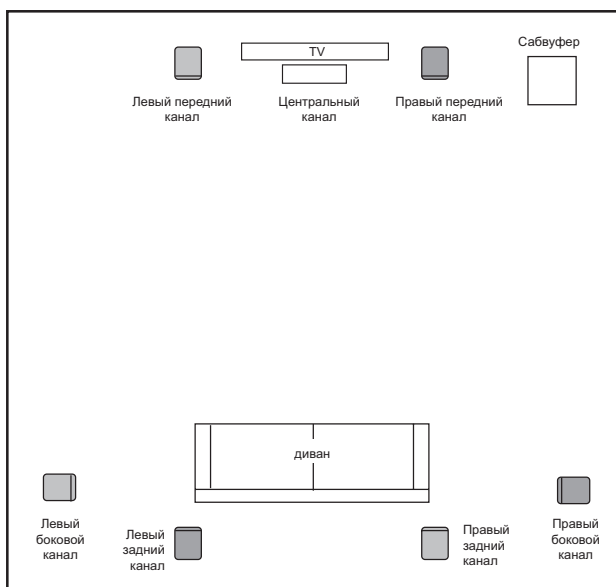 TV
Сабвуфер
Левый передний
канал
Центральный
канал
Правый передний
канал
диван
Левый
боковой
канал
Левый
задний
канал
Правый
задний
канал
Правый
боковой
канал